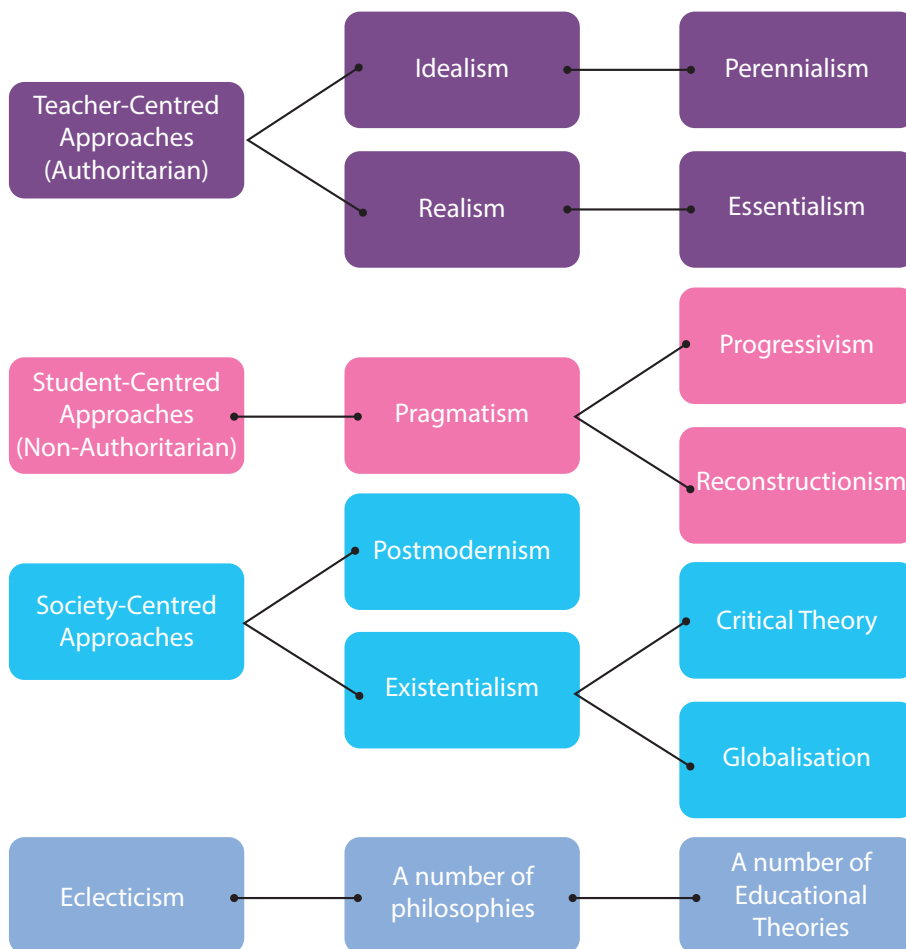 Teacher-Centred
Approaches
(Authoritarian)
Idealism
Perennialism
Realism
Essentialism
Student-Centred
Approaches
(Non-Authoritarian)
Pragmatism
Progressivism
Reconstructionism
Society-Centred
Approaches
Postmodernism
Existentialism
Critical Theory
Globalisation
Eclecticism
A number of
philosophies
A number of
Educational
Theories